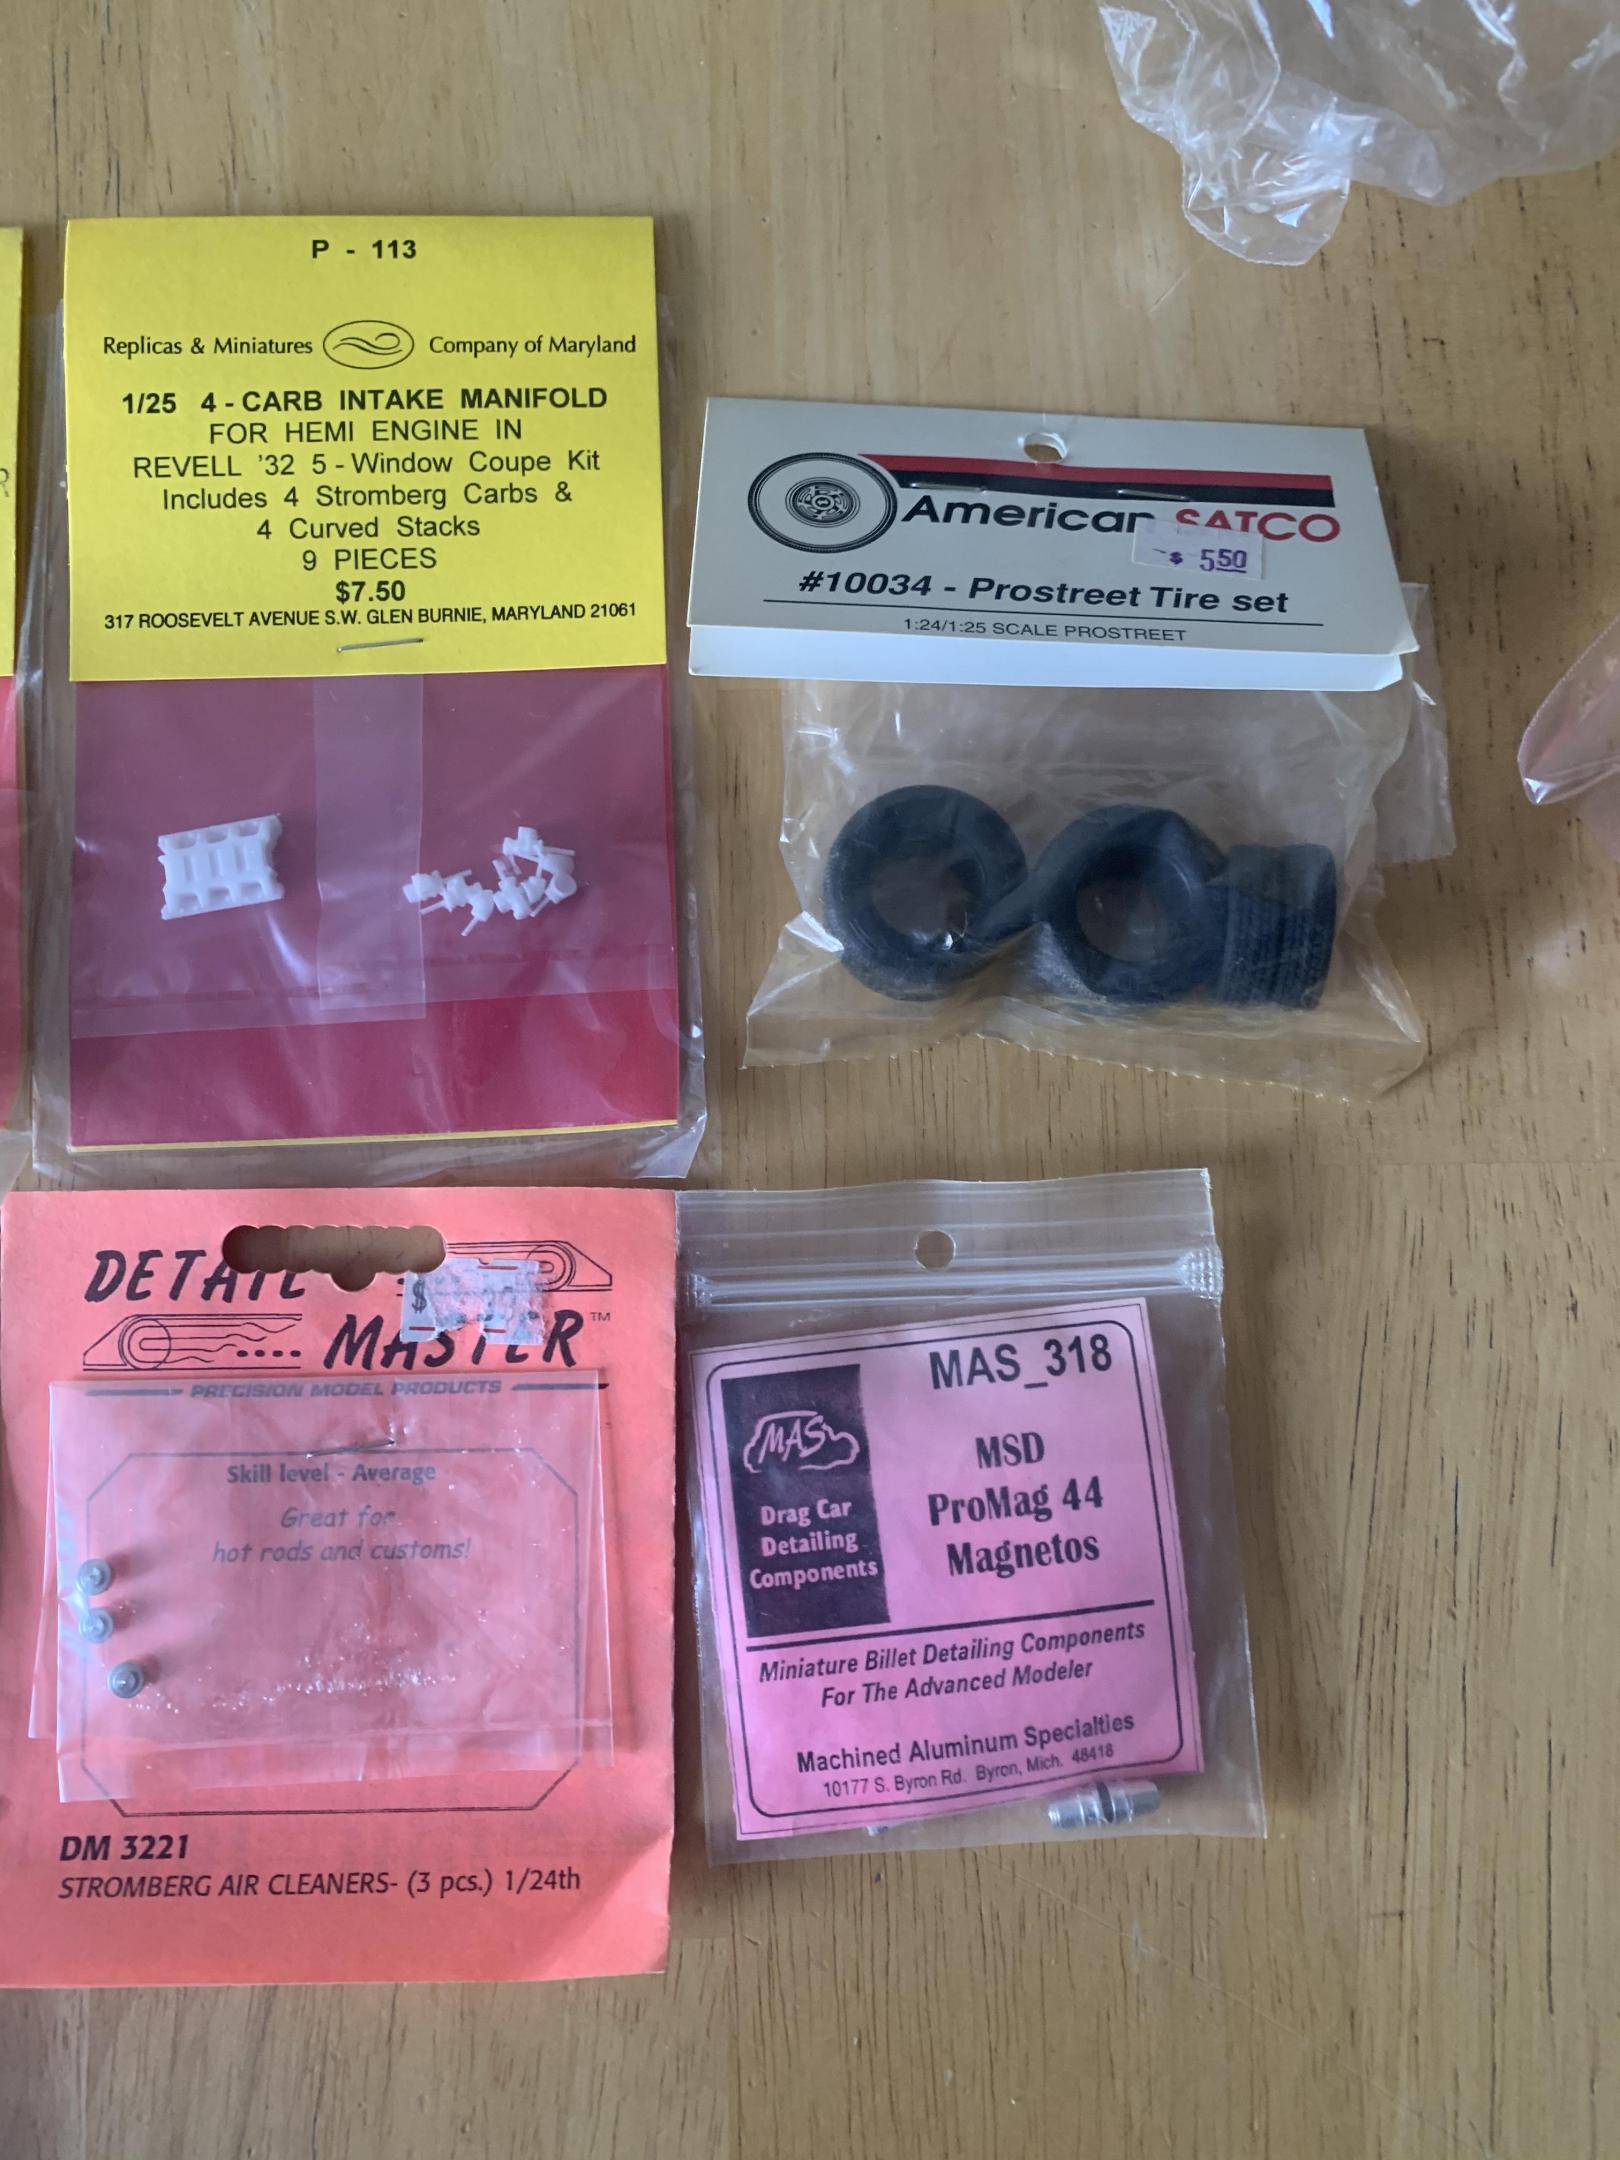 P - 113
Replicas & Miniatures Company of Maryland
1/25 4 - CARB INTAKE MANIFOLD
FOR HEMI ENGINE IN
REVELL '32 5 - Window Coupe Kit
Includes 4 Stromberg Carbs &
4 Curved Stacks
9 PIECES
$7.50
317 ROOSEVELT AVENUE S.W. GLEN BURNIE, MARYLAND 21061
American SATCO
$ 5.50
#10034 - Prostreet Tire set
1:24/1:25 SCALE PROSTREET
DETAIL
$
MASTER™
PRECISION MODEL PRODUCTS
Skill level - Average
Great for
hot rods and customs!
DM 3221
STROMBERG AIR CLEANERS- (3 pcs.) 1/24th
MAS_318
MAS
Drag Car
Detailing
Components
MSD
ProMag 44
Magnetos
Miniature Billet Detailing Components
For The Advanced Modeler
Machined Aluminum Specialties
10177 S. Byron Rd. Byron, Mich. 48418